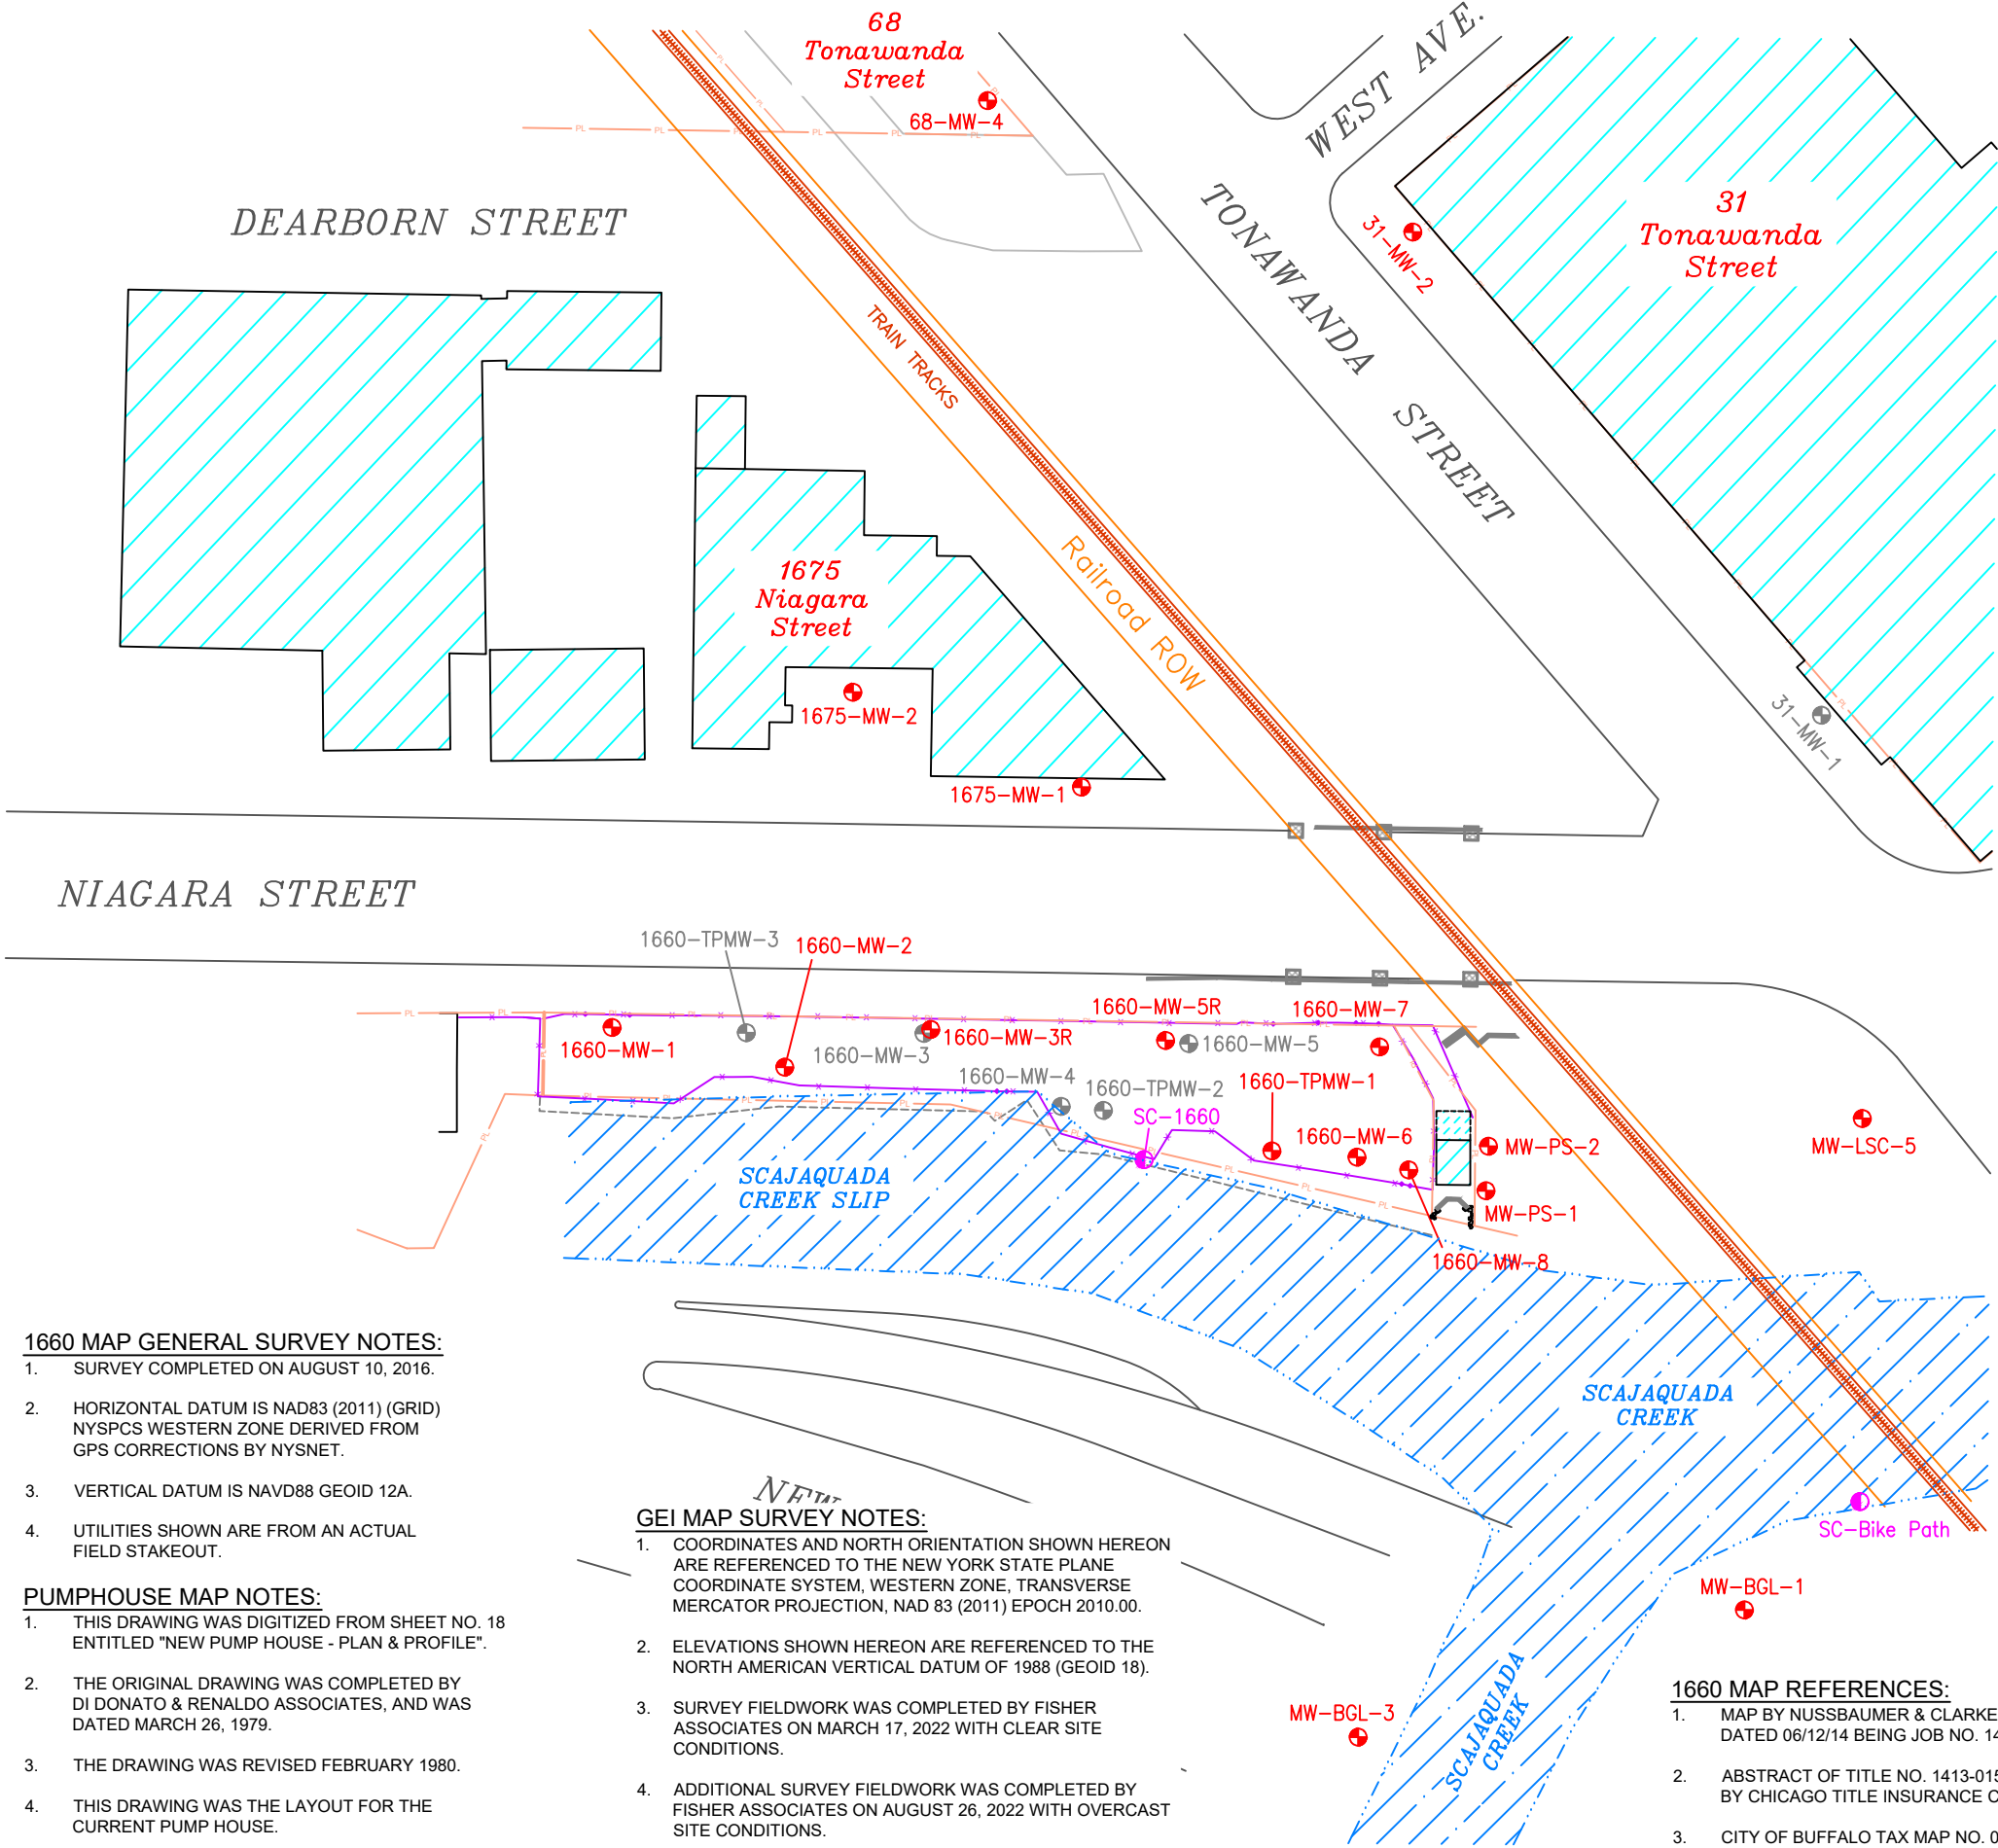 68
Tonawanda
Street
68-MW-4
WEST AVE.
DEARBORN STREET
TONAWANDA STREET
31
Tonawanda
Street
31-MW-2
TRAIN TRACKS
Railroad ROW
1675
Niagara
Street
1675-MW-2
1675-MW-1
31-MW-1
NIAGARA STREET
1660-TPMW-3
1660-MW-2
1660-MW-5R
1660-MW-7
1660-MW-1
1660-MW-3
1660-MW-3R
1660-MW-5
1660-MW-4
1660-TPMW-2
1660-TPMW-1
SC-1660
1660-MW-6
MW-PS-2
MW-LSC-5
MW-PS-1
1660-MW-8
SCAJAQUADA
CREEK SLIP
SCAJAQUADA
CREEK
SC-Bike Path
MW-BGL-1
MW-BGL-3
SCAJAQUADA
CREEK
NEW
1660 MAP GENERAL SURVEY NOTES:
1. SURVEY COMPLETED ON AUGUST 10, 2016.
2. HORIZONTAL DATUM IS NAD83 (2011) (GRID)
NYSPCS WESTERN ZONE DERIVED FROM
GPS CORRECTIONS BY NYSNET.
3. VERTICAL DATUM IS NAVD88 GEOID 12A.
4. UTILITIES SHOWN ARE FROM AN ACTUAL
FIELD STAKEOUT.
PUMPHOUSE MAP NOTES:
1. THIS DRAWING WAS DIGITIZED FROM SHEET NO. 18
ENTITLED "NEW PUMP HOUSE - PLAN & PROFILE".
2. THE ORIGINAL DRAWING WAS COMPLETED BY
DI DONATO & RENALDO ASSOCIATES, AND WAS
DATED MARCH 26, 1979.
3. THE DRAWING WAS REVISED FEBRUARY 1980.
4. THIS DRAWING WAS THE LAYOUT FOR THE
CURRENT PUMP HOUSE.
GEI MAP SURVEY NOTES:
1. COORDINATES AND NORTH ORIENTATION SHOWN HEREON
ARE REFERENCED TO THE NEW YORK STATE PLANE
COORDINATE SYSTEM, WESTERN ZONE, TRANSVERSE
MERCATOR PROJECTION, NAD 83 (2011) EPOCH 2010.00.
2. ELEVATIONS SHOWN HEREON ARE REFERENCED TO THE
NORTH AMERICAN VERTICAL DATUM OF 1988 (GEOID 18).
3. SURVEY FIELDWORK WAS COMPLETED BY FISHER
ASSOCIATES ON MARCH 17, 2022 WITH CLEAR SITE
CONDITIONS.
4. ADDITIONAL SURVEY FIELDWORK WAS COMPLETED BY
FISHER ASSOCIATES ON AUGUST 26, 2022 WITH OVERCAST
SITE CONDITIONS.
1660 MAP REFERENCES:
1. MAP BY NUSSBAUMER & CLARKE
DATED 06/12/14 BEING JOB NO. 14
2. ABSTRACT OF TITLE NO. 1413-015
BY CHICAGO TITLE INSURANCE C
3. CITY OF BUFFALO TAX MAP NO. 0